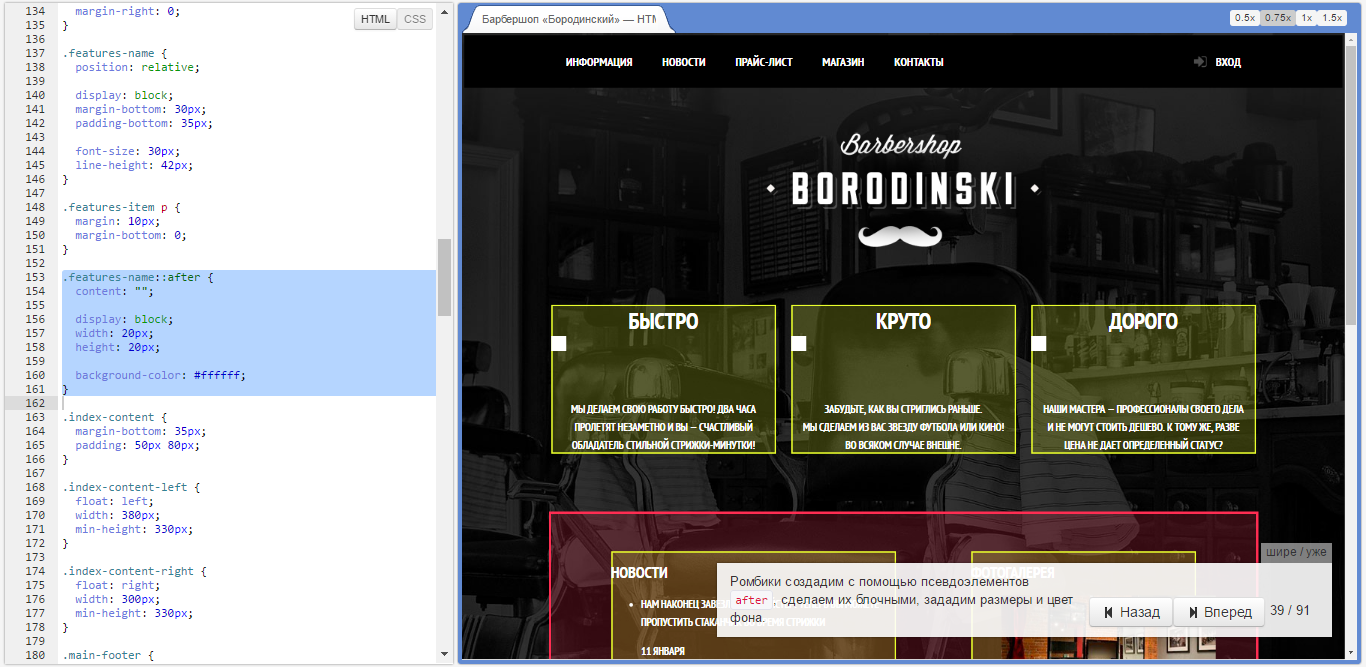 134   margin-right: 0;
135 }
136
137 .features-name {
138   position: relative;
139
140   display: block;
141   margin-bottom: 30px;
142   padding-bottom: 35px;
143
144   font-size: 30px;
145   line-height: 42px;
146 }
147
148 .features-item p {
149   margin: 10px;
150   margin-bottom: 0;
151 }
152
153 .features-name::after {
154   content: "";
155
156   display: block;
157   width: 20px;
158   height: 20px;
159
160   background-color: #ffffff;
161 }
162
163 .index-content {
164   margin-bottom: 35px;
165   padding: 50px 80px;
166 }
167
168 .index-content-left {
169   float: left;
170   width: 380px;
171   min-height: 330px;
172 }
173
174 .index-content-right {
175   float: right;
176   width: 300px;
177   min-height: 330px;
178 }
179
180 .main-footer {
HTML CSS
Барбершоп «Бородинский» — HTM
0.5x 0.75x 1x 1.5x
ИНФОРМАЦИЯ НОВОСТИ ПРАЙС-ЛИСТ МАГАЗИН КОНТАКТЫ ВХОД
Barbershop
BORODINSKI
БЫСТРО
МЫ ДЕЛАЕМ СВОЮ РАБОТУ БЫСТРО! ДВА ЧАСА
ПРОЛЕТЯТ НЕЗАМЕТНО И ВЫ — СЧАСТЛИВЫЙ
ОБЛАДАТЕЛЬ СТИЛЬНОЙ СТРИЖКИ-МИНУТКИ!
КРУТО
ЗАБУДЬТЕ, КАК ВЫ СТРИГЛИСЬ РАНЬШЕ.
МЫ СДЕЛАЕМ ИЗ ВАС ЗВЕЗДУ ФУТБОЛА ИЛИ КИНО!
ВО ВСЯКОМ СЛУЧАЕ ВНЕШНЕ.
ДОРОГО
НАШИ МАСТЕРА — ПРОФЕССИОНАЛЫ СВОЕГО ДЕЛА
И НЕ МОГУТ СТОИТЬ ДЕШЕВО. К ТОМУ ЖЕ, РАЗВЕ
ЦЕНА НЕ ДАЕТ ОПРЕДЕЛЕННЫЙ СТАТУС?
НОВОСТИ
НАМ НАКОНЕЦ
ПРОПУСТИТЬ СТРИЖКИ
11 ЯНВАРЯ
ФОТОГАЛЕРЕЯ
шире / уже
Ромбики создадим с помощью псевдоэлементов
after, сделаем их блочными, зададим размеры и цвет
фона.
Назад Вперед 39 / 91